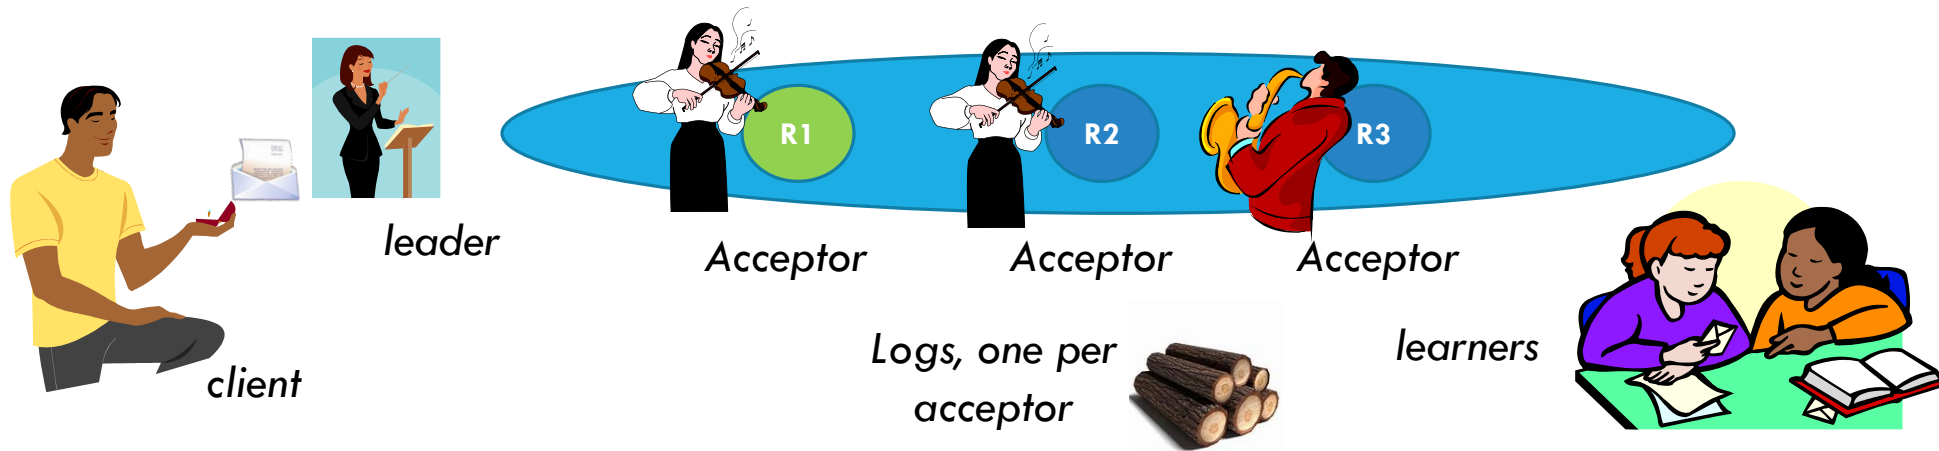 R1
R2
R3
leader
Acceptor
Acceptor
Acceptor
Logs, one per
acceptor
learners
client